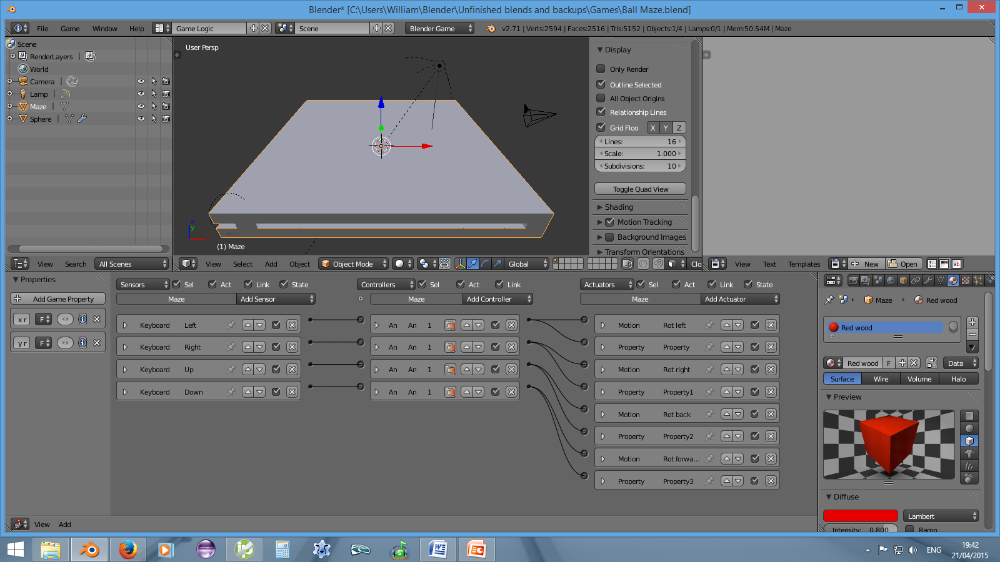 Blender* [C:\Users\William\Blender\Unfinished blends and backups\Games\Ball Maze.blend]
File Game Window Help Game Logic Scene Blender Game v2.71 | Verts:2594 | Faces:2516 | Tris:5152 | Objects:1/4 | Lamps:0/1 | Mem:50.54M | Maze
Scene
RenderLayers
World
Camera
Lamp
Maze
Sphere
View Search All Scenes
User Persp
z
y
x
(1) Maze
View Select Add Object Object Mode Global Clo
Display
Only Render
Outline Selected
All Object Origins
Relationship Lines
Grid Floo X Y Z
Lines: 16
Scale: 1.000
Subdivisions: 10
Toggle Quad View
Shading
Motion Tracking
Background Images
Transform Orientations
View Text Templates New Open ab
Properties
Add Game Property
x r F
y r F
Sensors Sel Act Link State
Maze Add Sensor
Keyboard Left
Keyboard Right
Keyboard Up
Keyboard Down
Controllers Sel Act Link
Maze Add Controller
An An 1
An An 1
An An 1
An An 1
Actuators Sel Act Link State
Maze Add Actuator
Motion Rot left
Property Property
Motion Rot right
Property Property1
Motion Rot back
Property Property2
Motion Rot forwa...
Property Property3
View Add
Maze Red wood
Red wood
Red wood F Data
Surface Wire Volume Halo
Preview
Diffuse
Lambert
Intensity: 0.800 Ramp
ENG
19:42
21/04/2015